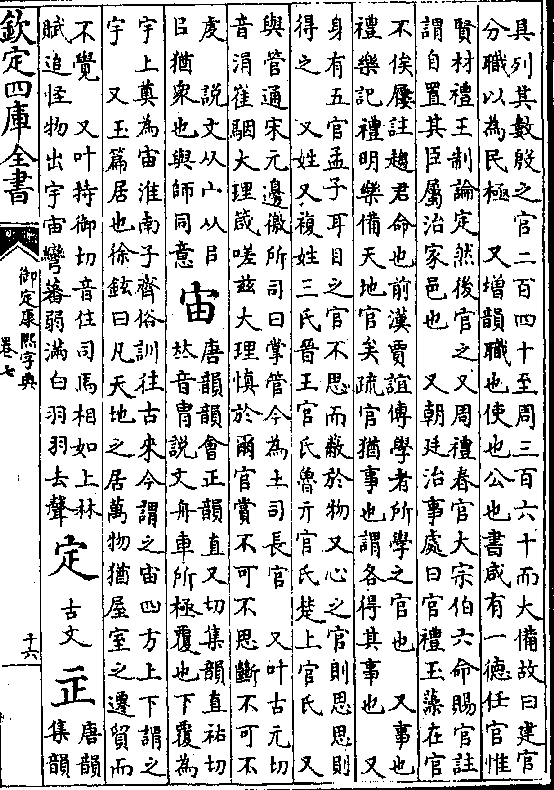 具列其數殷之官二百四十至周三百六十而大備故曰建官
分職以為民極　又增韻職也使也公也書咸有一德任官惟
賢材禮王制論定然後官之又周禮春官大宗伯六命賜官註
謂自置其臣屬治家邑也　又朝廷治事處曰官禮玉藻在官
不俟屨註趨君命也前漢賈誼傳學者所學之官也　又事也
禮樂記禮明樂備天地官矣疏官猶事也謂各得其事也　又
身有五官孟子耳目之官不思而蔽於物又心之官則思思則
得之　又姓又複姓三氏晉王官氏魯亓官氏楚上官氏　又
與管通宋元邊徼所司曰掌管今為土司長官　又叶古元切
音涓崔駰大理箴嗟茲大理慎於爾官賞不可不思斷不可不
虔　說文从宀从㠯
㠯猶衆也與師同意
宙
唐韻韻會正韻直又切集韻直祐切
𠀤音胄說文舟車所極覆也下覆為
宇上奠為宙淮南子齊俗訓往古來今謂之宙四方上下謂之
宇　又玉篇居也徐鉉曰凡天地之居萬物猶屋室之遷貿而
不覺　又叶持御切音住司馬相如上林
賦追怪物出宇宙彎蕃弱滿白羽羽去聲
定
古文
正
唐韻
集韻
欽定四庫全書
御定康熙字典
卷七
十六